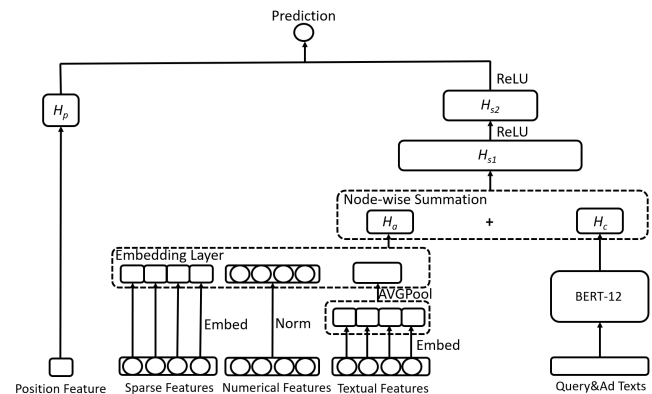 Prediction
ReLU
H_p
H_s2
ReLU
H_s1
Node-wise Summation
H_a
+
H_c
Embedding Layer
AVGPool
BERT-12
Embed
Norm
Embed
Position Feature
Sparse Features
Numerical Features
Textual Features
Query&Ad Texts